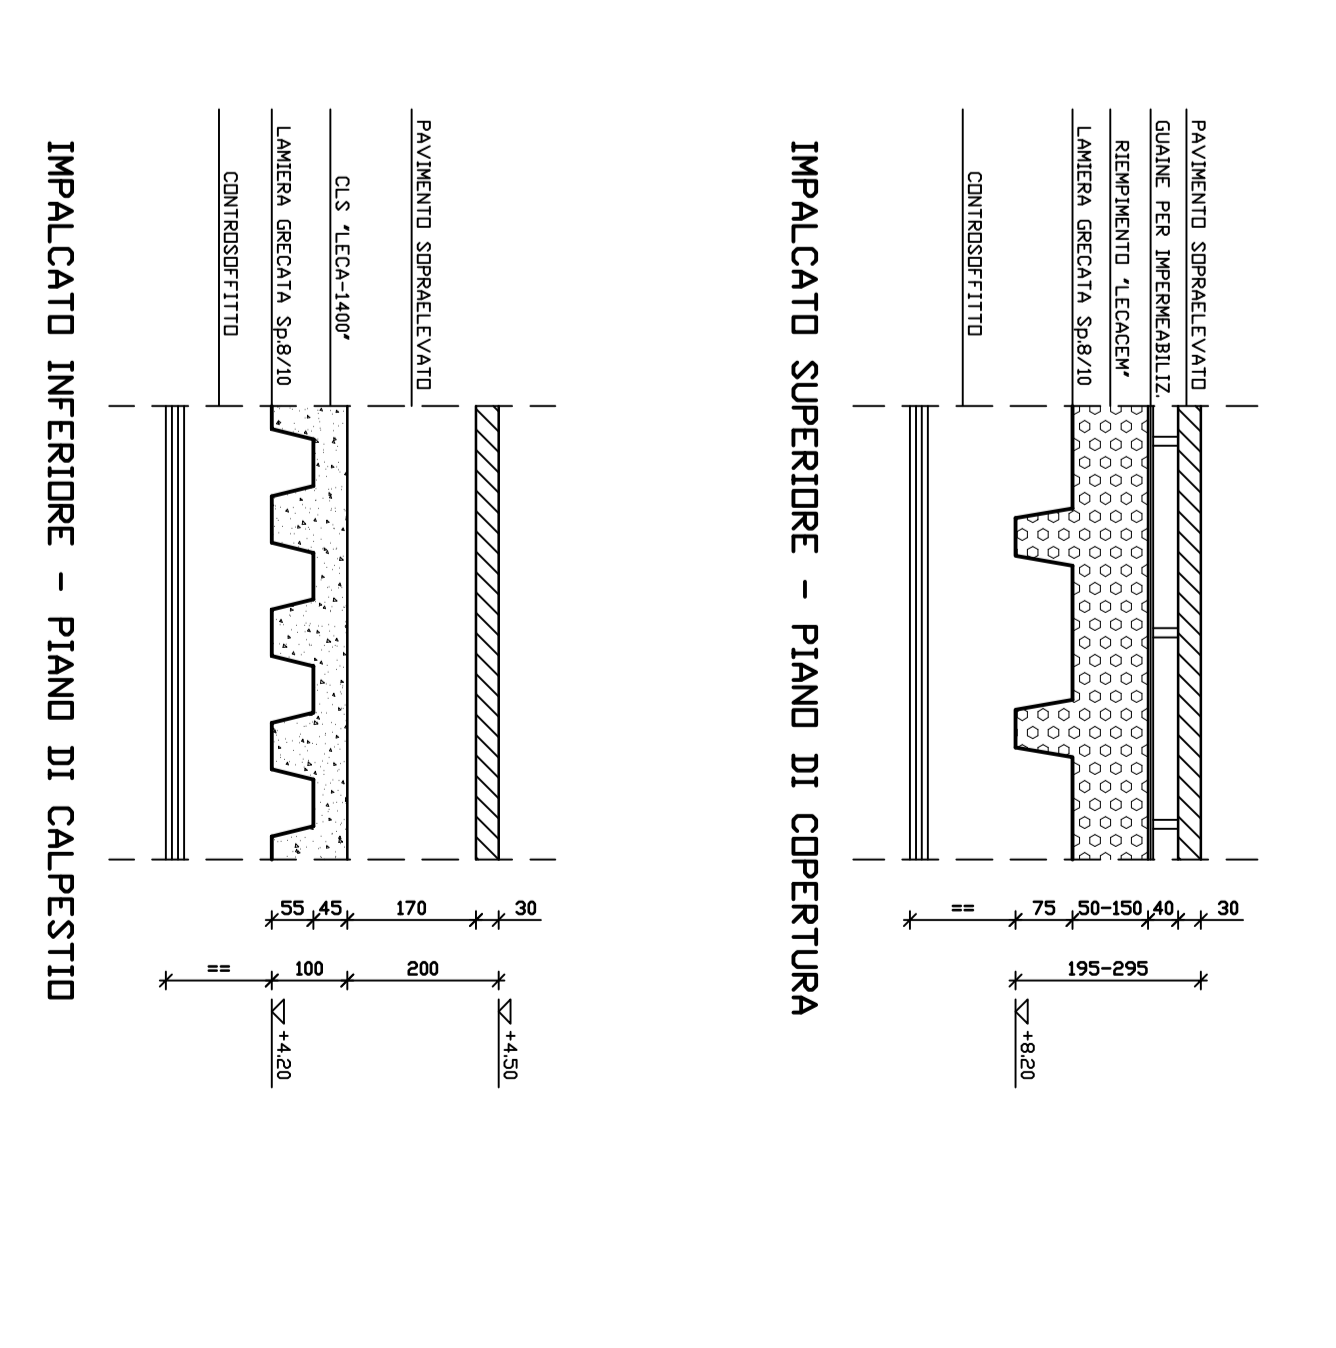 PAVIMENTO SOPRAELEVATO
GUAINE PER IMPERMEABILIZ.
RIEMPIMENTO "LECACEM"
LAMIERA GRECATA Sp.8/10
CONTROSOFFITTO
30
40
50-150
75
==
195-295
+8.20
IMPALCATO SUPERIORE - PIANO DI COPERTURA
PAVIMENTO SOPRAELEVATO
CLS "LECA-1400"
LAMIERA GRECATA Sp.8/10
CONTROSOFFITTO
30
170
45
55
200
100
==
+4.50
+4.20
IMPALCATO INFERIORE - PIANO DI CALPESTIO